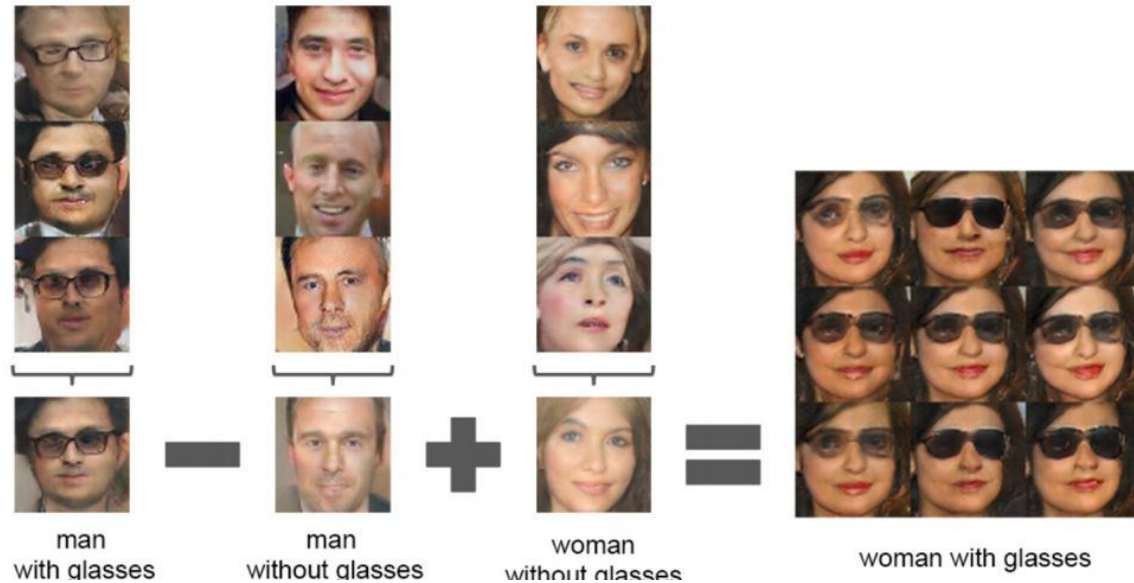 man
with glasses
man
without glasses
woman
without glasses
woman with glasses